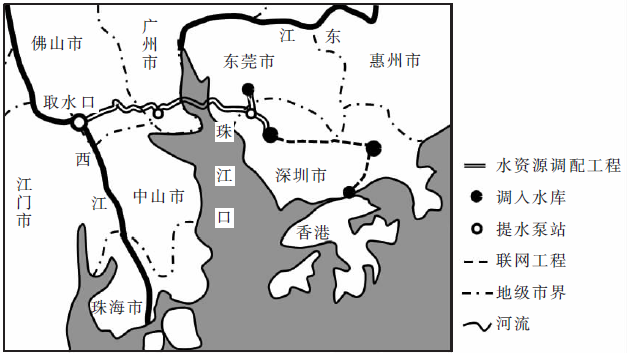 佛山市
广州市
江
东
东莞市
惠州市
取水口
珠江口
西江
深圳市
江门市
中山市
香港
珠海市
水资源调配工程
调入水库
提水泵站
联网工程
地级市界
河流